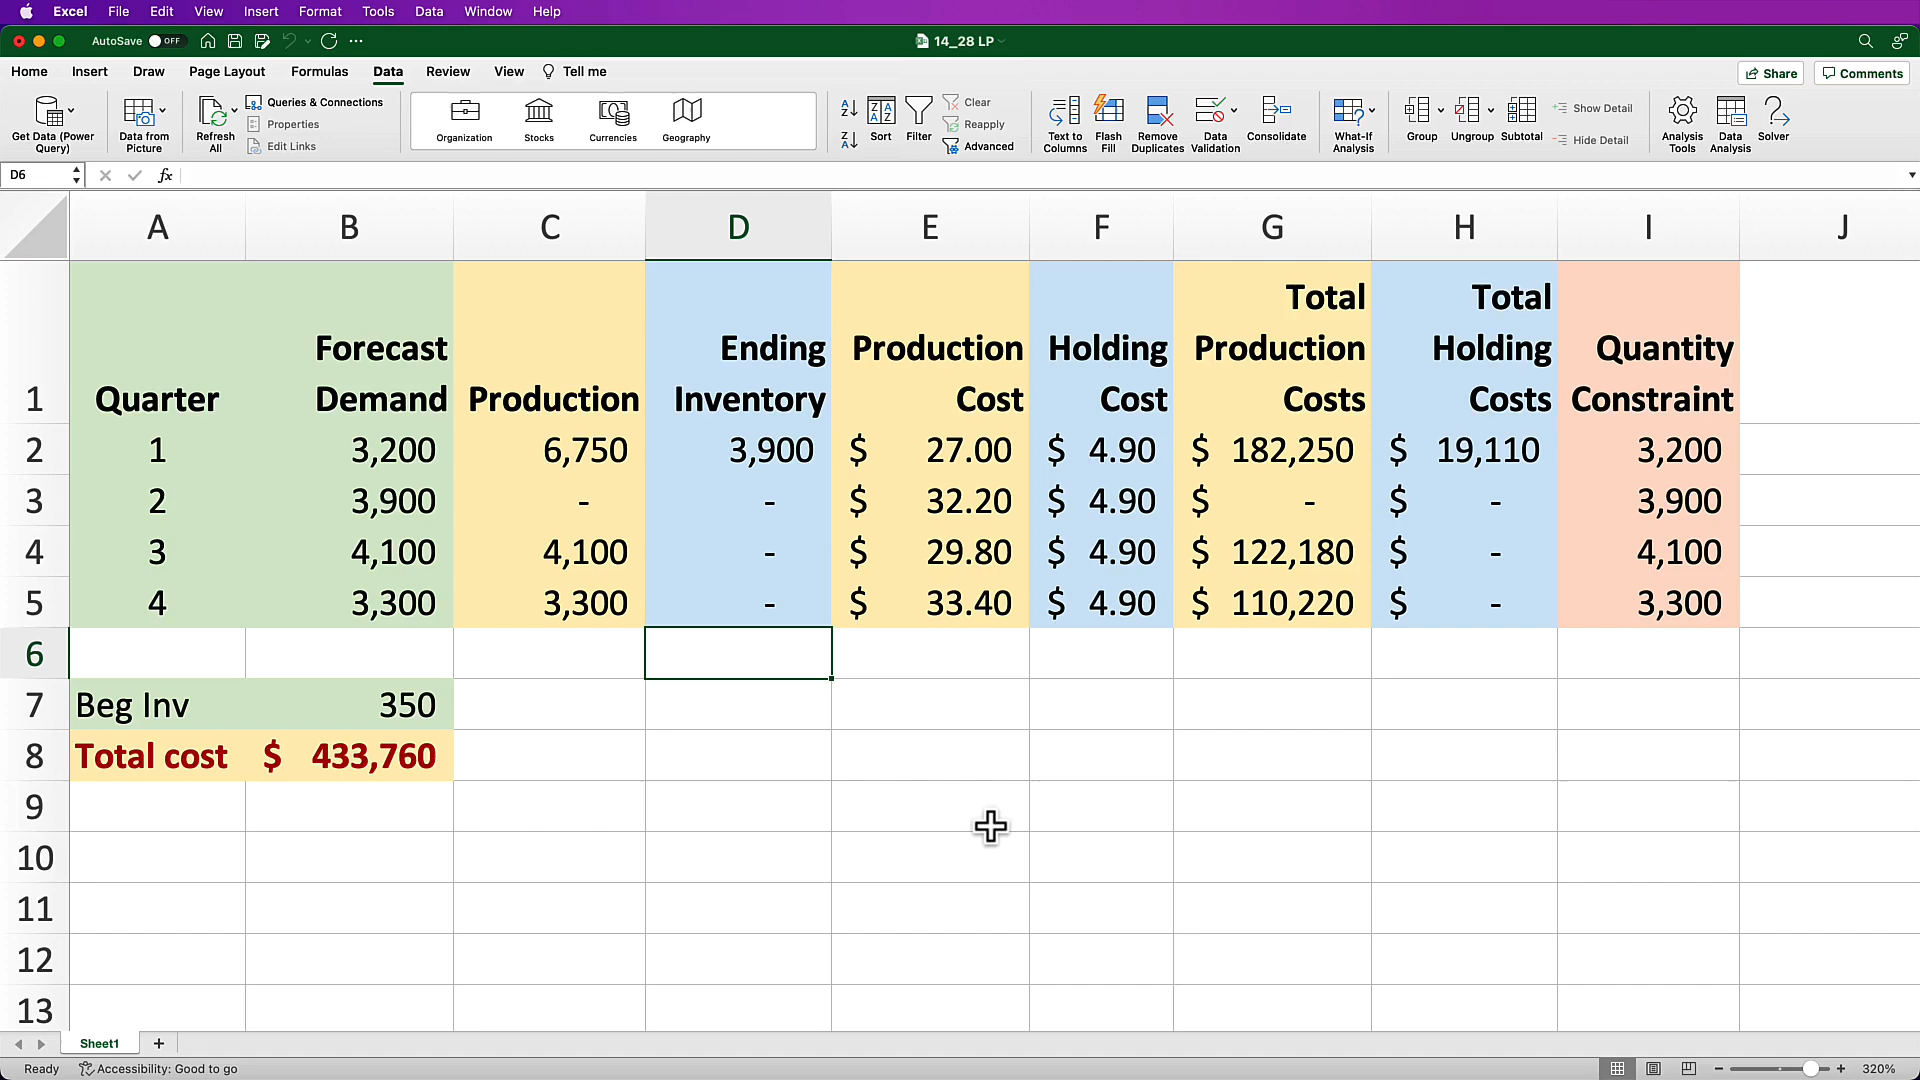 Excel File Edit View Insert Format Tools Data Window Help
AutoSave OFF
14_28 LP
Home Insert Draw Page Layout Formulas Data Review View Tell me
Share Comments
Get Data (Power Query)
Data from Picture
Refresh All
Queries & Connections
Properties
Edit Links
Organization Stocks Currencies Geography
Sort
Filter
Clear
Reapply
Advanced
Text to Columns
Flash Fill
Remove Duplicates
Data Validation
Consolidate
What-If Analysis
Group
Ungroup
Subtotal
Show Detail
Hide Detail
Analysis Tools
Data Analysis
Solver
D6 fx
A B C D E F G H I J
Total Total
Forecast Ending Production Holding Production Holding Quantity
1 Quarter Demand Production Inventory Cost Cost Costs Costs Constraint
2 1 3,200 6,750 3,900 $ 27.00 $ 4.90 $ 182,250 $ 19,110 3,200
3 2 3,900 - - $ 32.20 $ 4.90 $ - $ - 3,900
4 3 4,100 4,100 - $ 29.80 $ 4.90 $ 122,180 $ - 4,100
5 4 3,300 3,300 - $ 33.40 $ 4.90 $ 110,220 $ - 3,300
6
7 Beg Inv 350
8 Total cost $ 433,760
9
10
11
12
13
Sheet1 +
Ready Accessibility: Good to go
320%